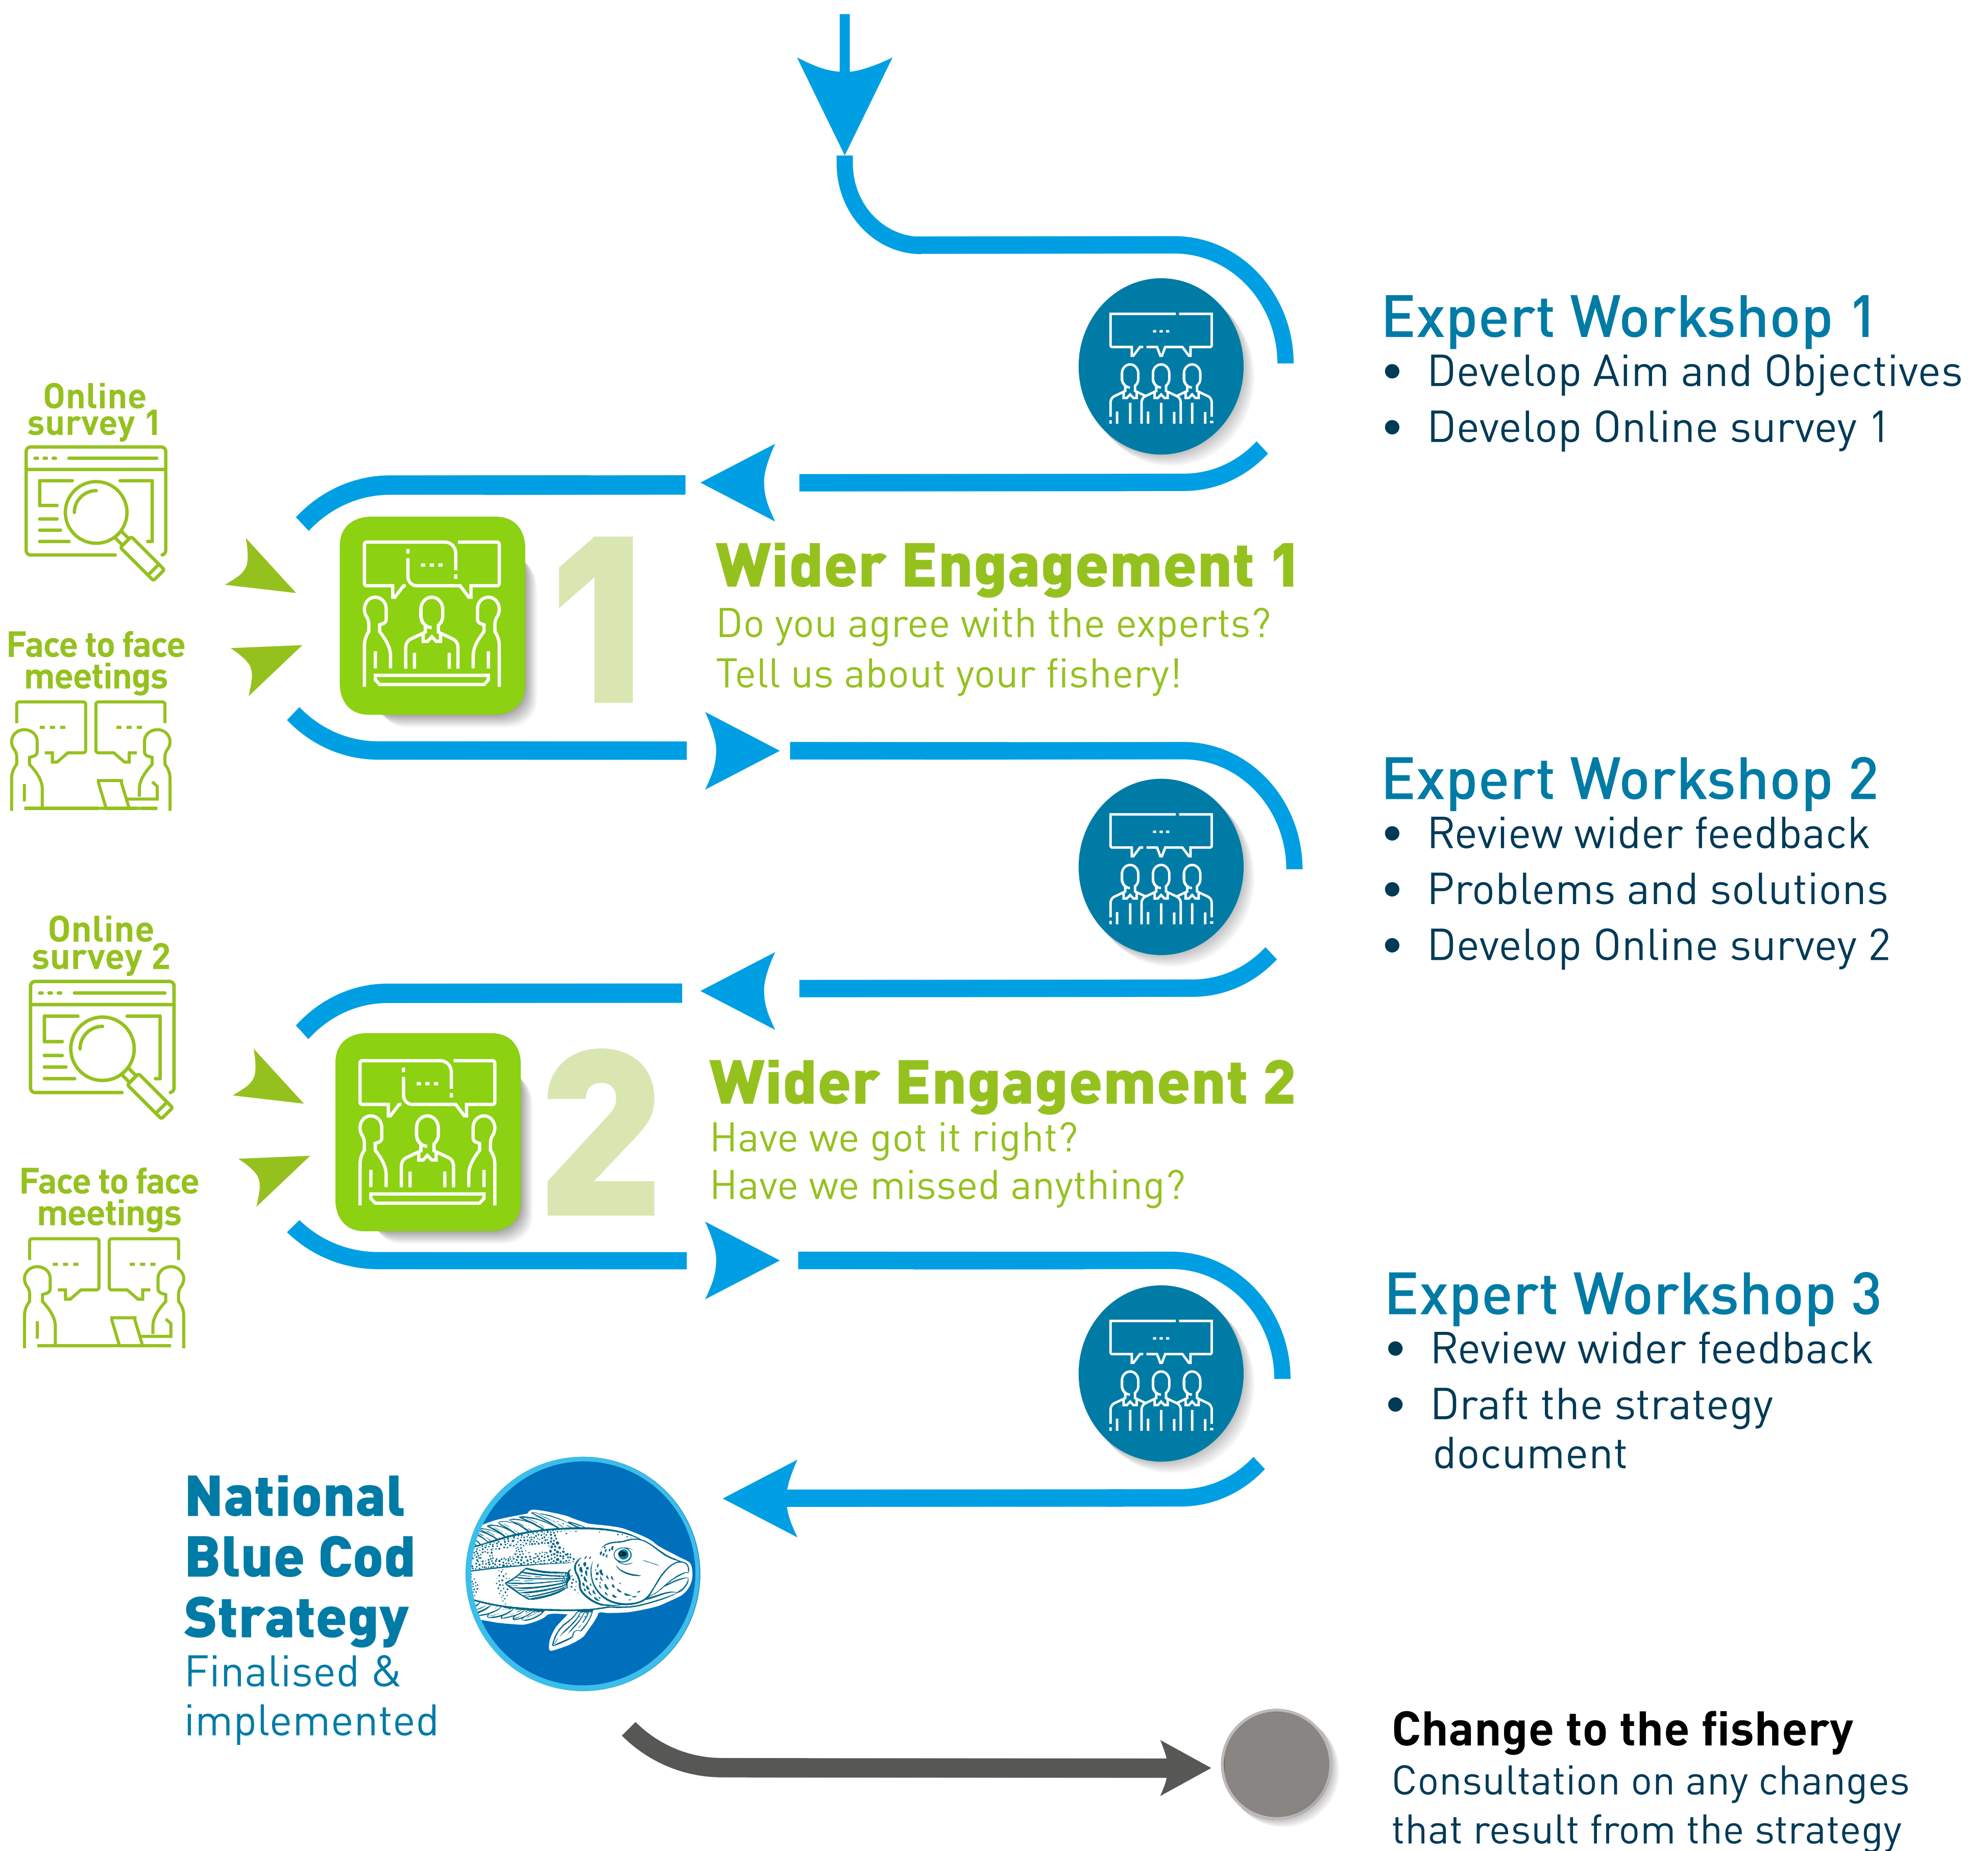 Expert Workshop 1
• Develop Aim and Objectives
• Develop Online survey 1
Online
survey 1
Face to face
meetings
1
Wider Engagement 1
Do you agree with the experts?
Tell us about your fishery!
Expert Workshop 2
• Review wider feedback
• Problems and solutions
• Develop Online survey 2
Online
survey 2
Face to face
meetings
2
Wider Engagement 2
Have we got it right?
Have we missed anything?
Expert Workshop 3
• Review wider feedback
• Draft the strategy
document
National
Blue Cod
Strategy
Finalised &
implemented
Change to the fishery
Consultation on any changes
that result from the strategy